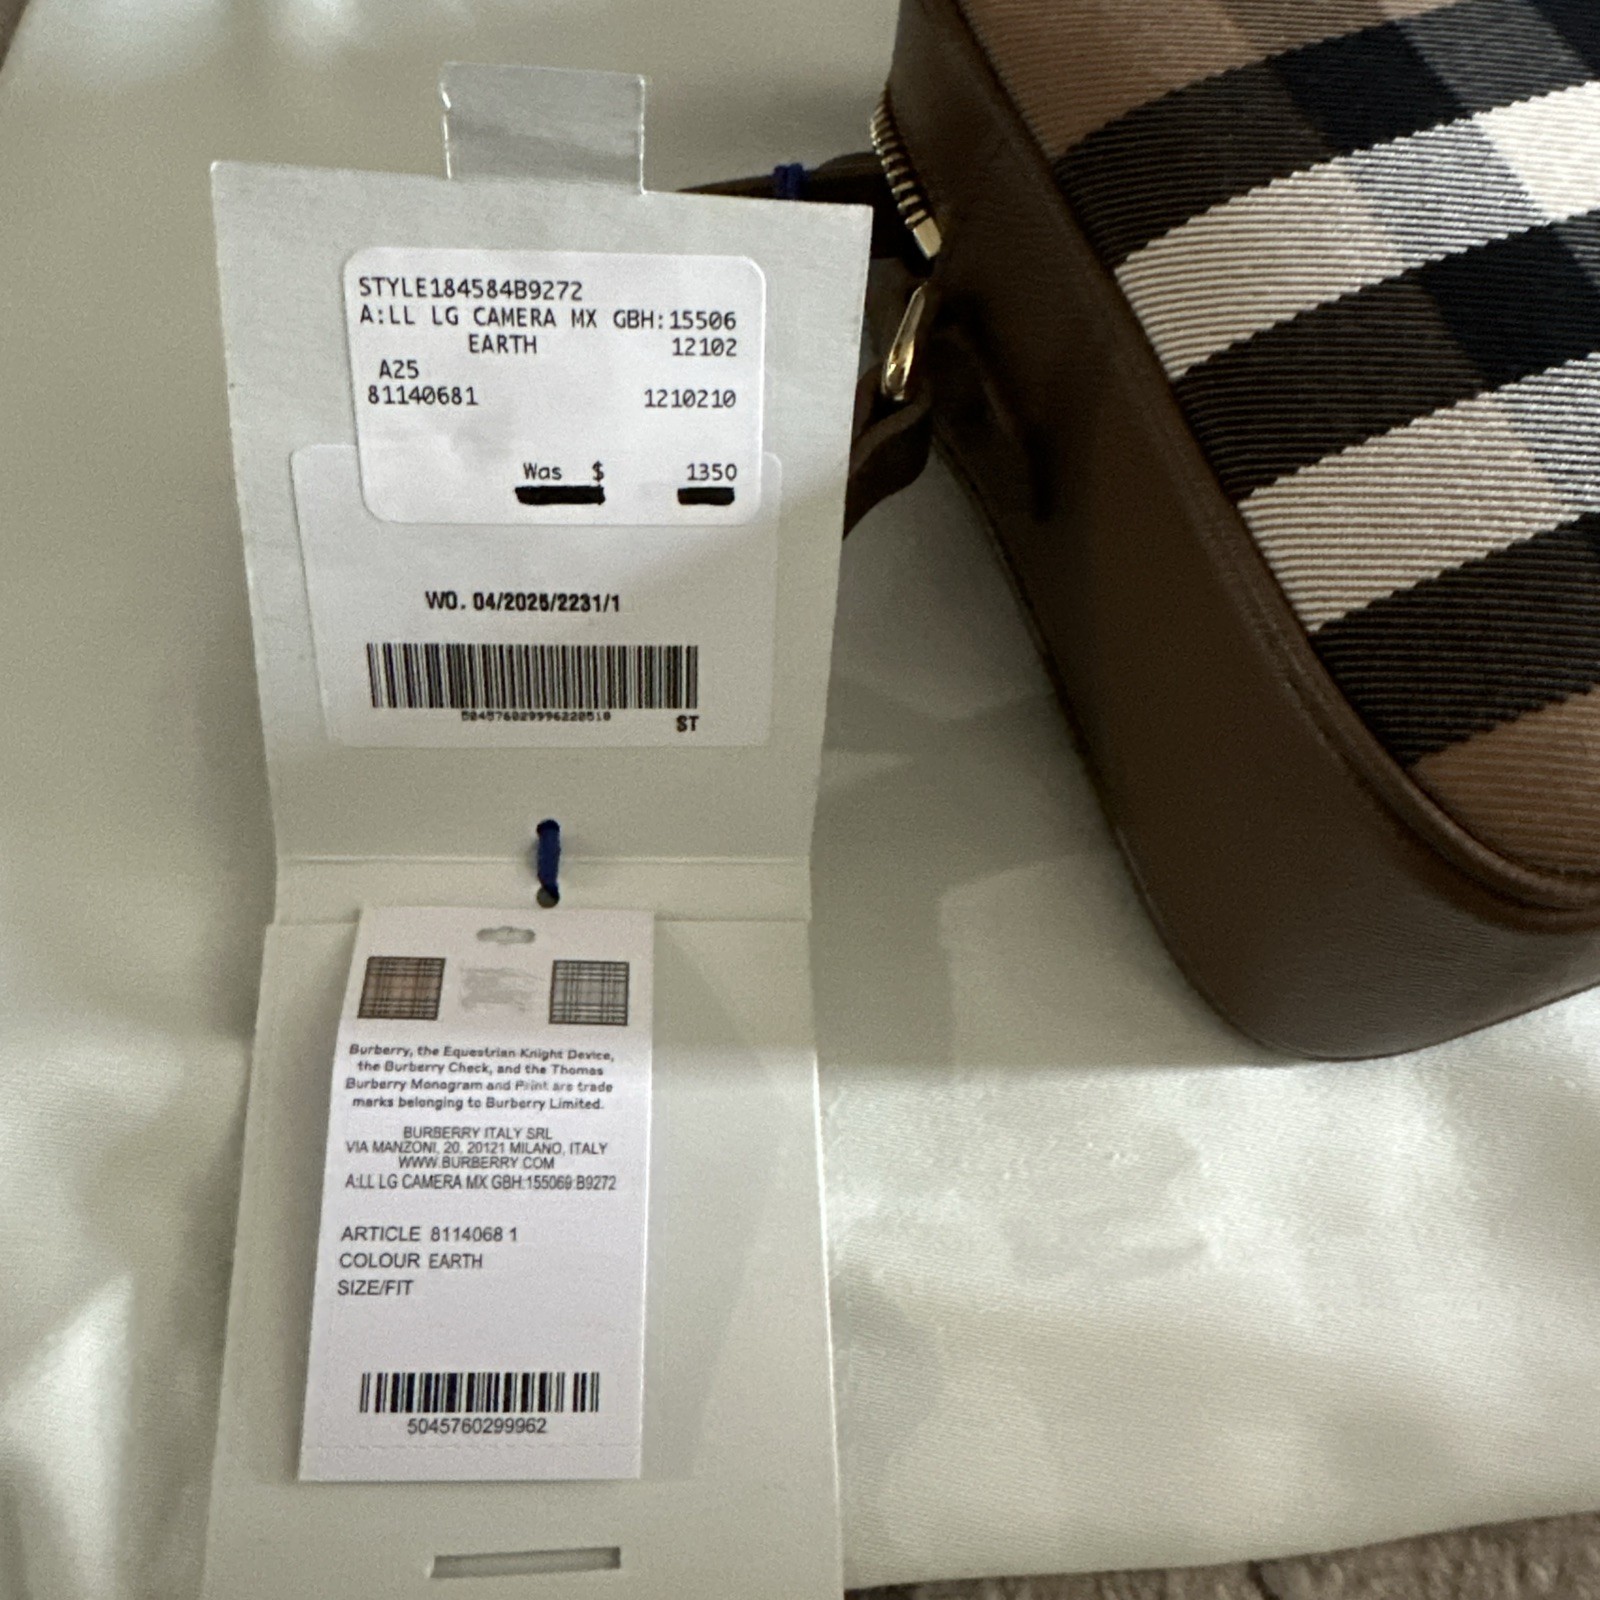 STYLE184584B9272
A:LL LG CAMERA MX GBH:15506
EARTH 12102
A25
81140681 1210210
Was $ 1350
WO. 04/2025/2231/1
504576029996220510
ST
Burberry, the Equestrian Knight Device,
the Burberry Check, and the Thomas
Burberry Monogram and Print are trade
marks belonging to Burberry Limited.
BURBERRY ITALY SRL
VIA MANZONI, 20, 20121 MILANO, ITALY
WWW.BURBERRY.COM
A:LL LG CAMERA MX GBH:155069:B9272
ARTICLE 8114068 1
COLOUR EARTH
SIZE/FIT
5045760299962